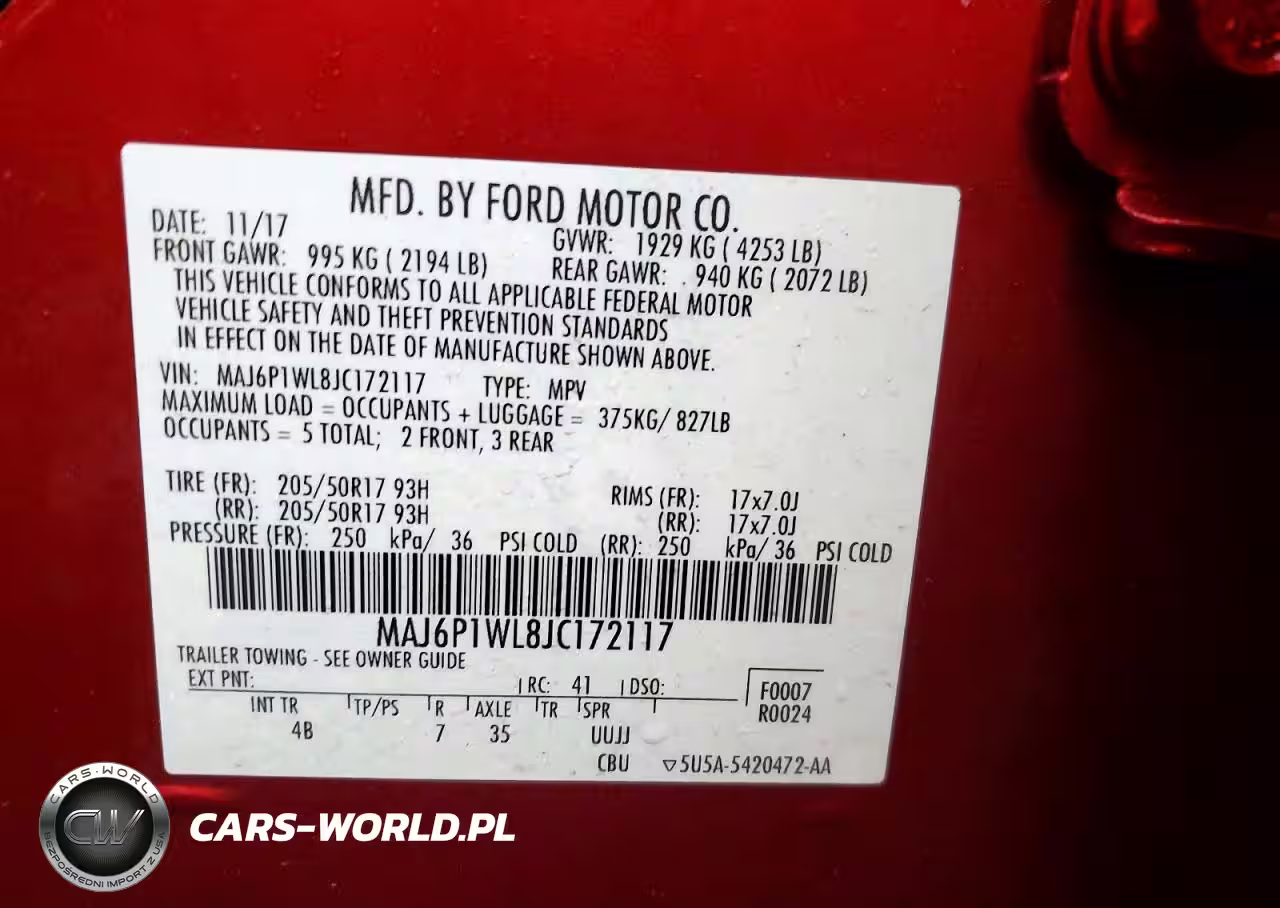 MFD. BY FORD MOTOR CO.
DATE: 11/17 GVWR: 1929 KG ( 4253 LB)
FRONT GAWR: 995 KG ( 2194 LB) REAR GAWR: 940 KG ( 2072 LB)
THIS VEHICLE CONFORMS TO ALL APPLICABLE FEDERAL MOTOR
VEHICLE SAFETY AND THEFT PREVENTION STANDARDS
IN EFFECT ON THE DATE OF MANUFACTURE SHOWN ABOVE.
VIN: MAJ6P1WL8JC172117 TYPE: MPV
MAXIMUM LOAD = OCCUPANTS + LUGGAGE = 375KG/ 827LB
OCCUPANTS = 5 TOTAL; 2 FRONT, 3 REAR
TIRE (FR): 205/50R17 93H RIMS (FR): 17x7.0J
(RR): 205/50R17 93H (RR): 17x7.0J
PRESSURE (FR): 250 kPa/ 36 PSI COLD (RR): 250 kPa/ 36 PSI COLD
MAJ6P1WL8JC172117
TRAILER TOWING - SEE OWNER GUIDE
EXT PNT: RC: 41 DSO: F0007
INT TR TP/PS R AXLE TR SPR R0024
4B 7 35 UUJJ
CBU ▽5U5A-5420472-AA
CARS-WORLD
CW
BEZPOŚREDNI IMPORT Z USA
CARS-WORLD.PL